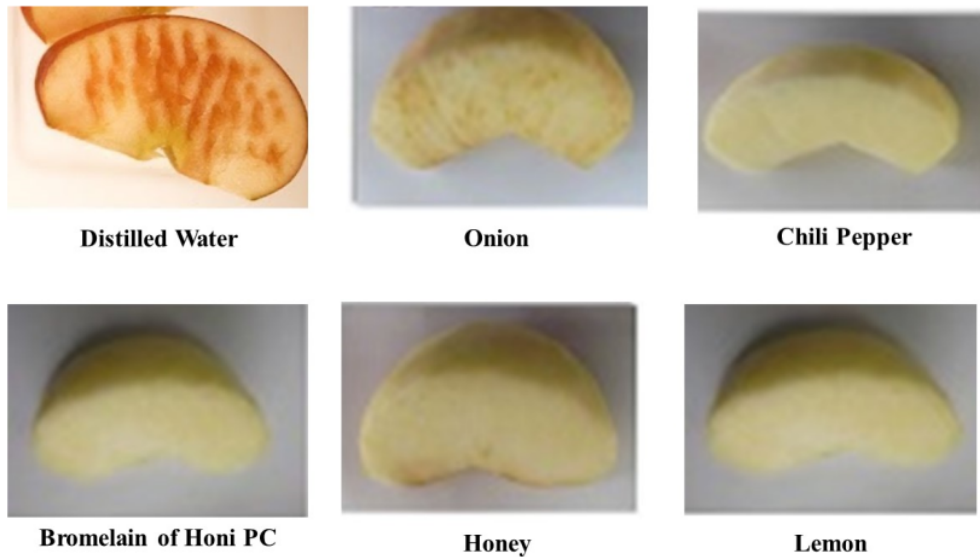 Distilled Water
Onion
Chili Pepper
Bromelain of Honi PC
Honey
Lemon